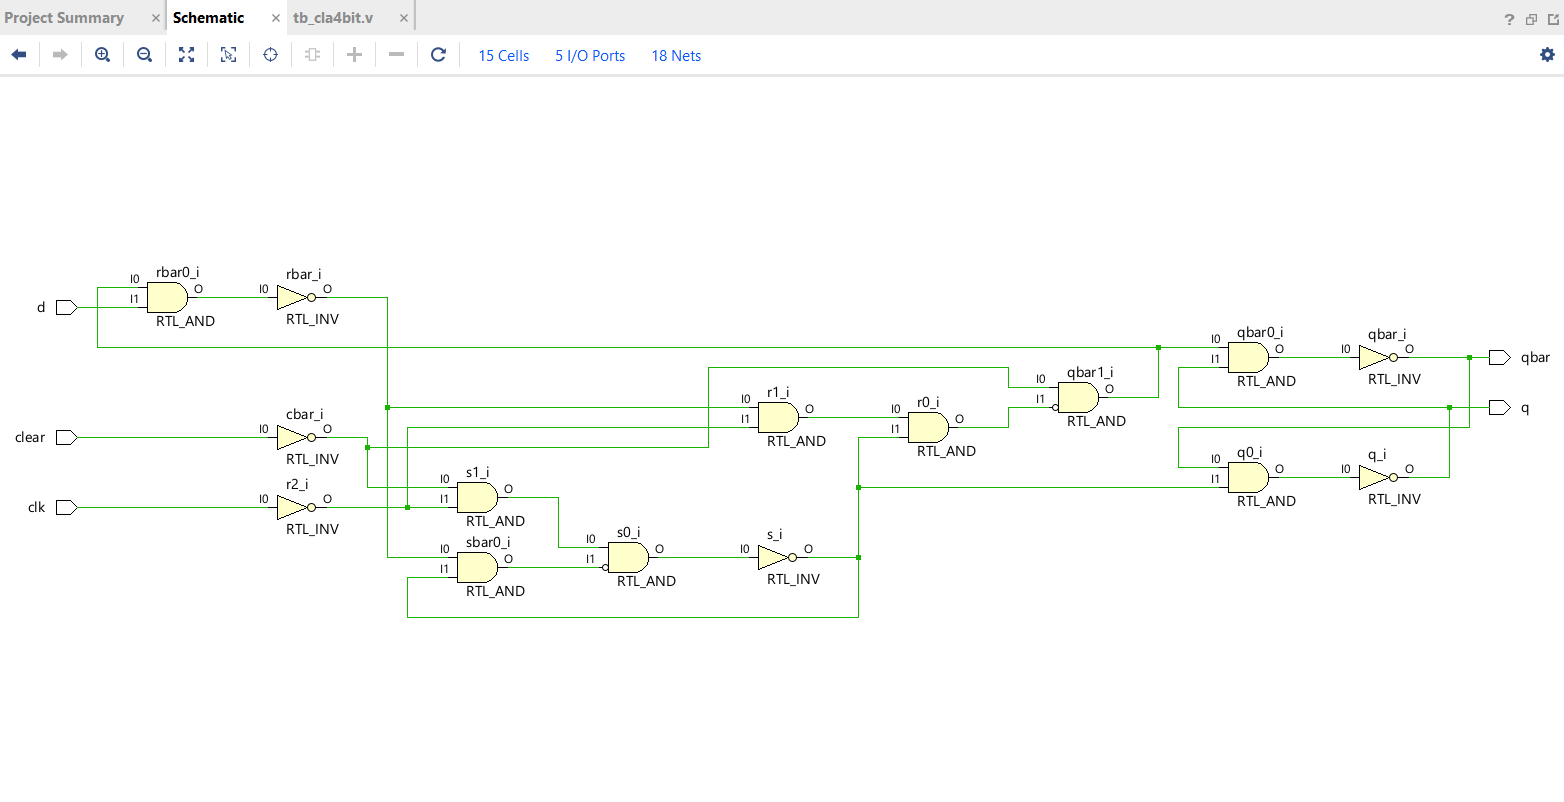 Project Summary × Schematic × tb_cla4bit.v ×
?
15 Cells 5 I/O Ports 18 Nets
rbar0_i
I0 O
I1
RTL_AND
d
rbar_i
I0 O
RTL_INV
clear
cbar_i
I0 O
RTL_INV
clk
r2_i
I0 O
RTL_INV
s1_i
I0 O
I1
RTL_AND
sbar0_i
I0 O
I1
RTL_AND
s0_i
I0 O
I1
RTL_AND
s_i
I0 O
RTL_INV
r1_i
I0 O
I1
RTL_AND
r0_i
I0 O
I1
RTL_AND
qbar1_i
I0 O
I1
RTL_AND
qbar0_i
I0 O
I1
RTL_AND
qbar_i
I0 O
RTL_INV
qbar
q
q0_i
I0 O
I1
RTL_AND
q_i
I0 O
RTL_INV